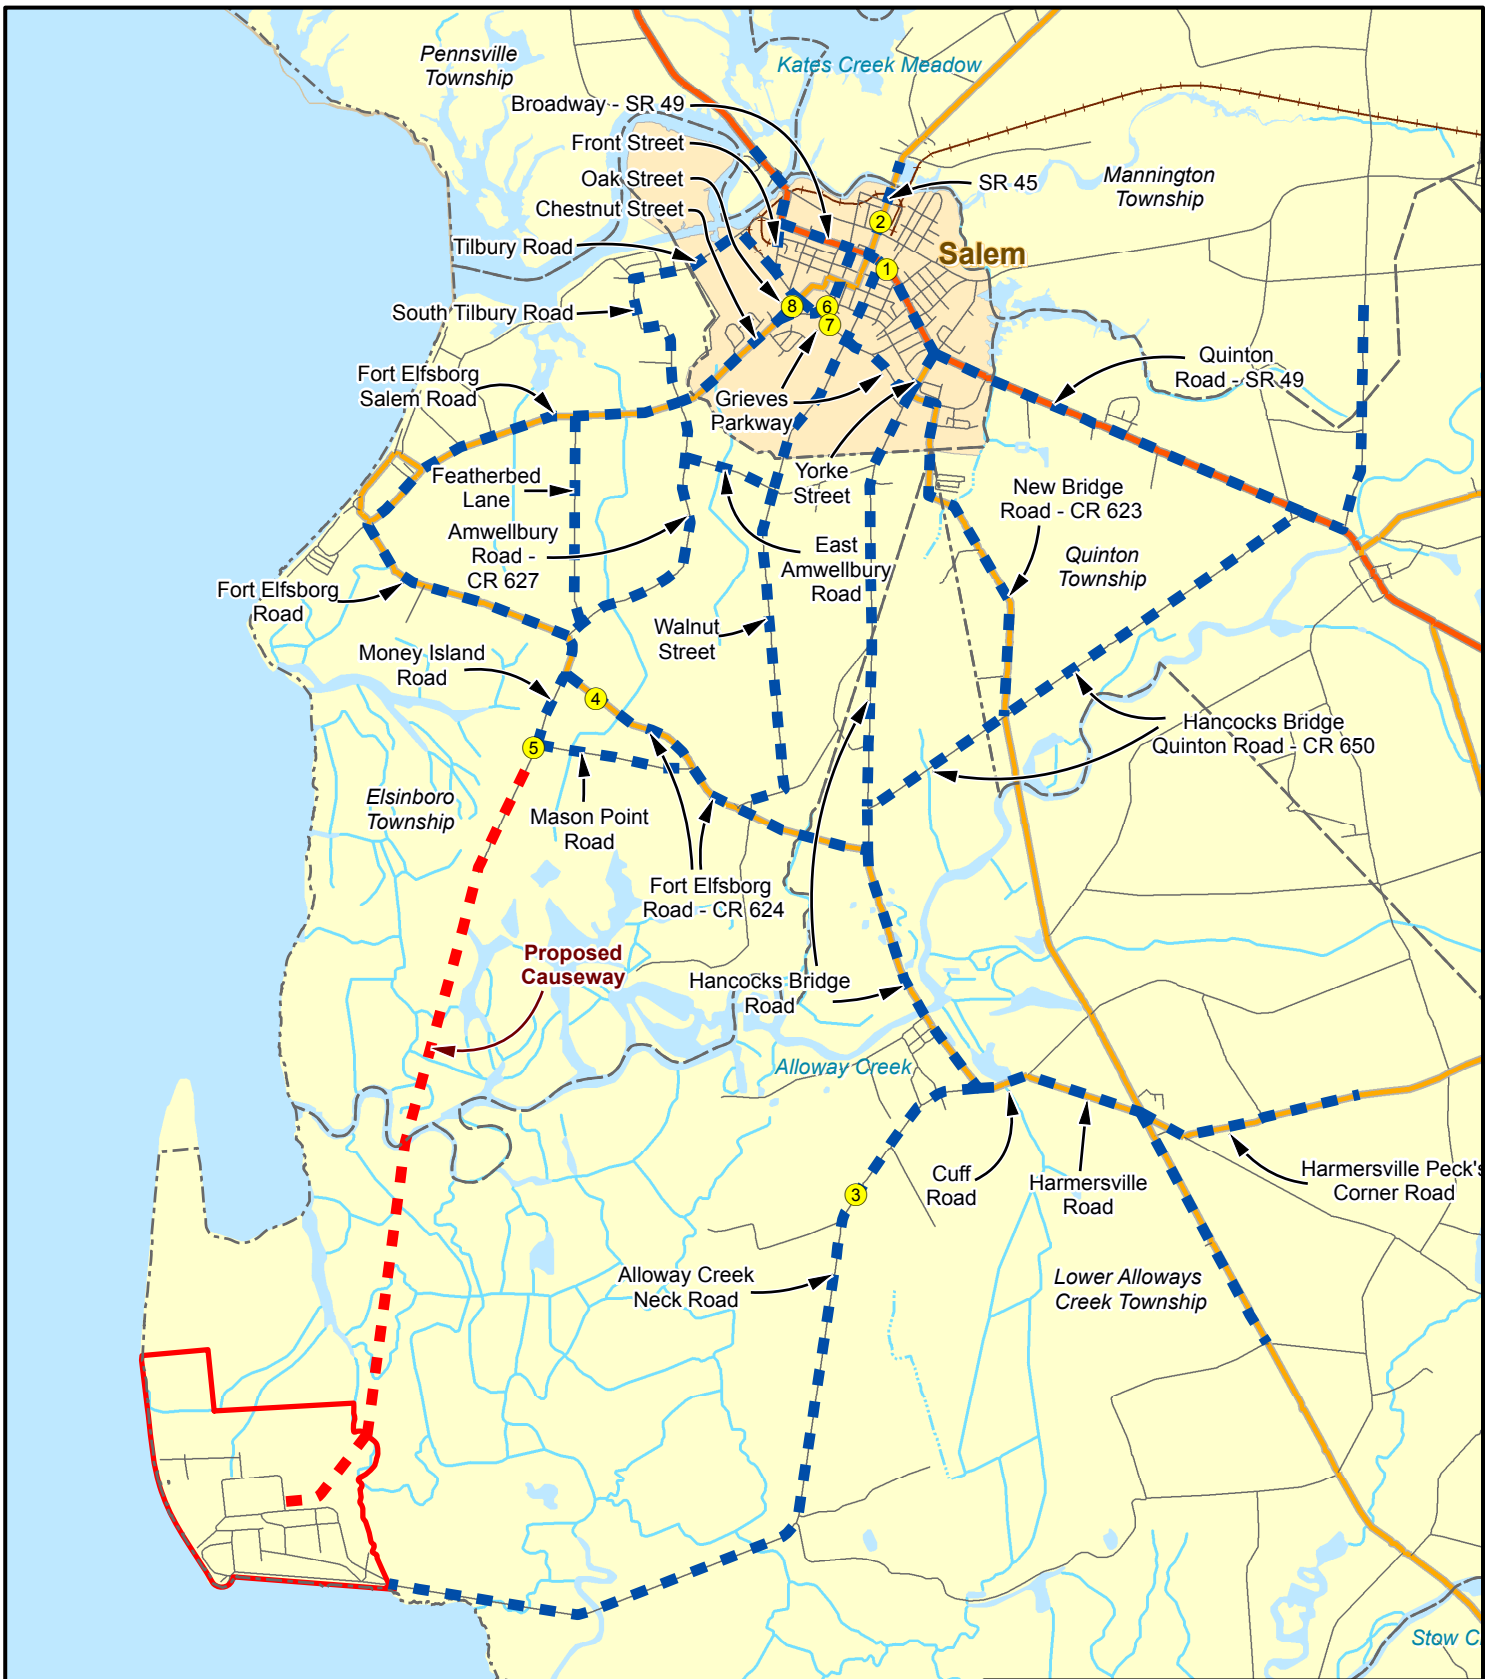 Pennsville
Township
Kates Creek Meadow
Broadway - SR 49
Front Street
Oak Street
Chestnut Street
Tilbury Road
SR 45
Mannington
Township
2
Salem
1
South Tilbury Road
8
6
7
Fort Elfsborg
Salem Road
Grieves
Parkway
Quinton
Road - SR 49
Featherbed
Lane
Yorke
Street
New Bridge
Road - CR 623
Amwellbury
Road -
CR 627
East
Amwellbury
Road
Quinton
Township
Fort Elfsborg
Road
Walnut
Street
Money Island
Road
4
5
Hancocks Bridge
Quinton Road - CR 650
Elsinboro
Township
Mason Point
Road
Fort Elfsborg
Road - CR 624
Proposed
Causeway
Hancocks Bridge
Road
Alloway Creek
Cuff
Road
Harmersville
Road
Harmersville Peck's
Corner Road
3
Alloway Creek
Neck Road
Lower Alloways
Creek Township
Stow C